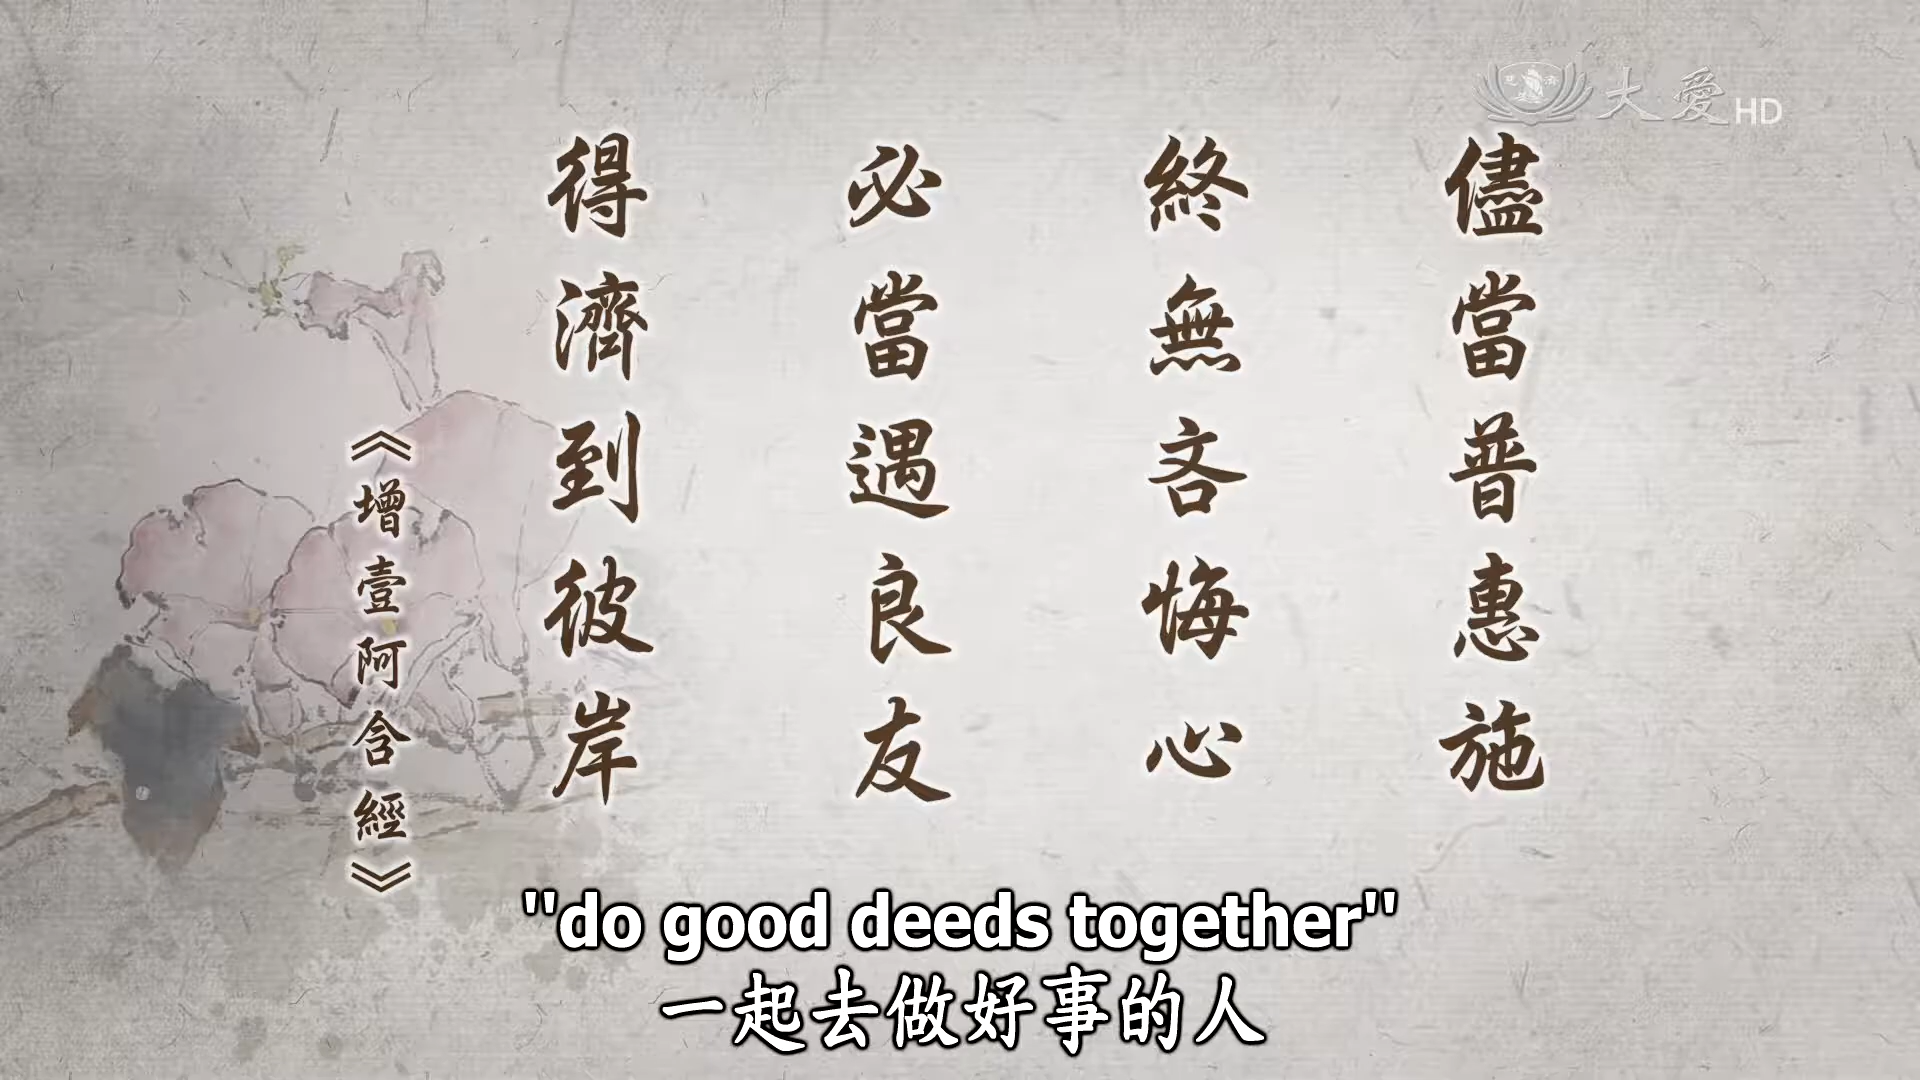 大愛HD
儘當普惠施
終無吝悔心
必當遇良友
得濟到彼岸
《增壹阿含經》
"do good deeds together"
一起去做好事的人